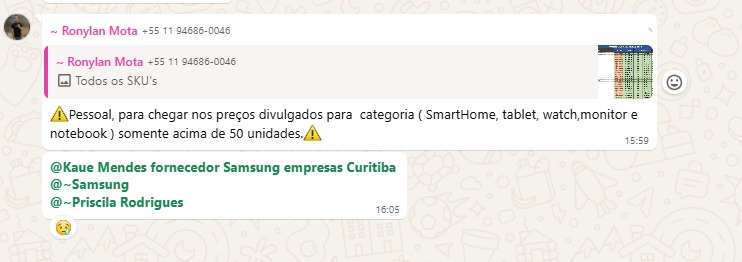 ~ Ronylan Mota +55 11 94686-0046
~ Ronylan Mota +55 11 94686-0046
Todos os SKU's
⚠️Pessoal, para chegar nos preços divulgados para categoria ( SmartHome, tablet, watch,monitor e
notebook ) somente acima de 50 unidades.⚠️
15:59
@Kaue Mendes fornecedor Samsung empresas Curitiba
@~Samsung
@~Priscila Rodrigues
16:05